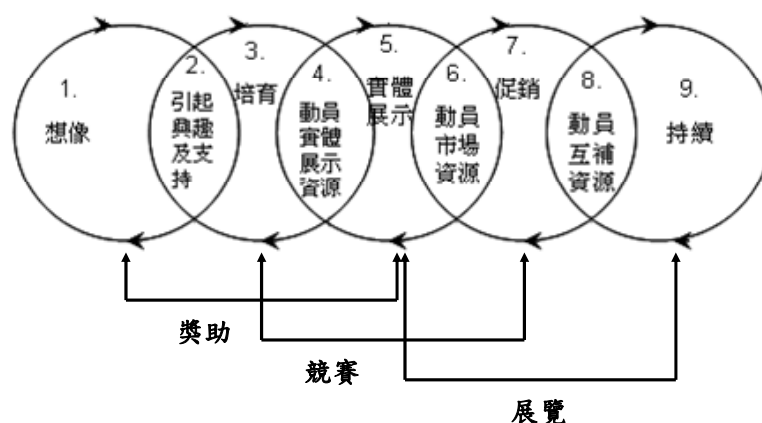 1.
想像
2.
引起
興趣
及支
持
3.
培育
4.
動員
實體
展示
資源
5.
實體
展示
6.
動員
市場
資源
7.
促銷
8.
動員
互補
資源
9.
持續
獎助
競賽
展覽